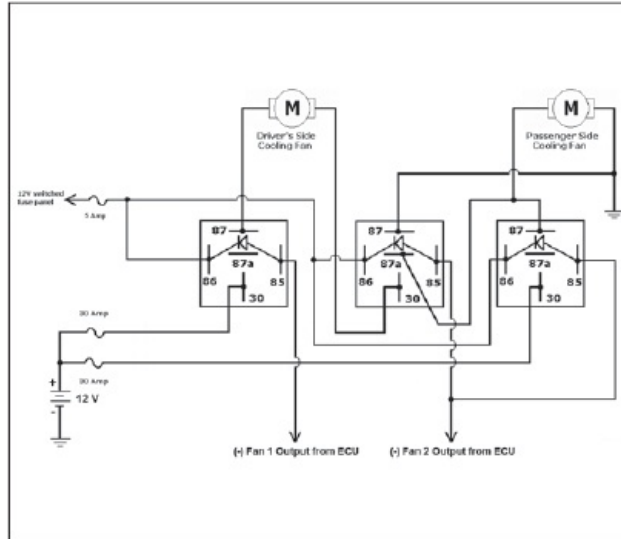 M
M
Driver's Side
Cooling Fan
Passenger Side
Cooling Fan
12V switched
fuse panel
5 Amp
87
87a
86
85
30
87
87a
86
85
30
87
87a
86
85
30
30 Amp
30 Amp
+
12 V
-
(-) Fan 1 Output from ECU
(-) Fan 2 Output from ECU